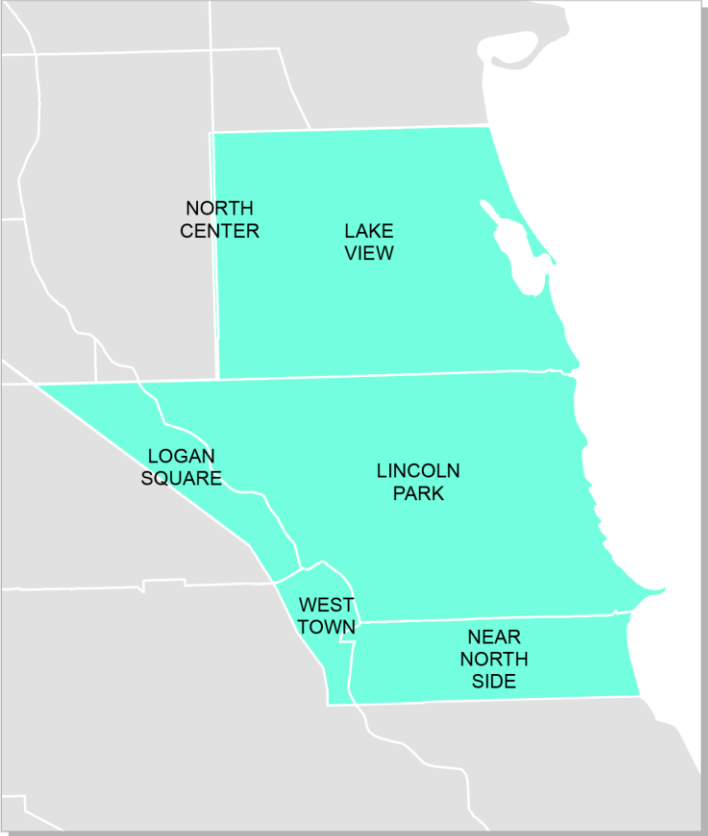 NORTH
CENTER
LAKE
VIEW
LOGAN
SQUARE
LINCOLN
PARK
WEST
TOWN
NEAR
NORTH
SIDE